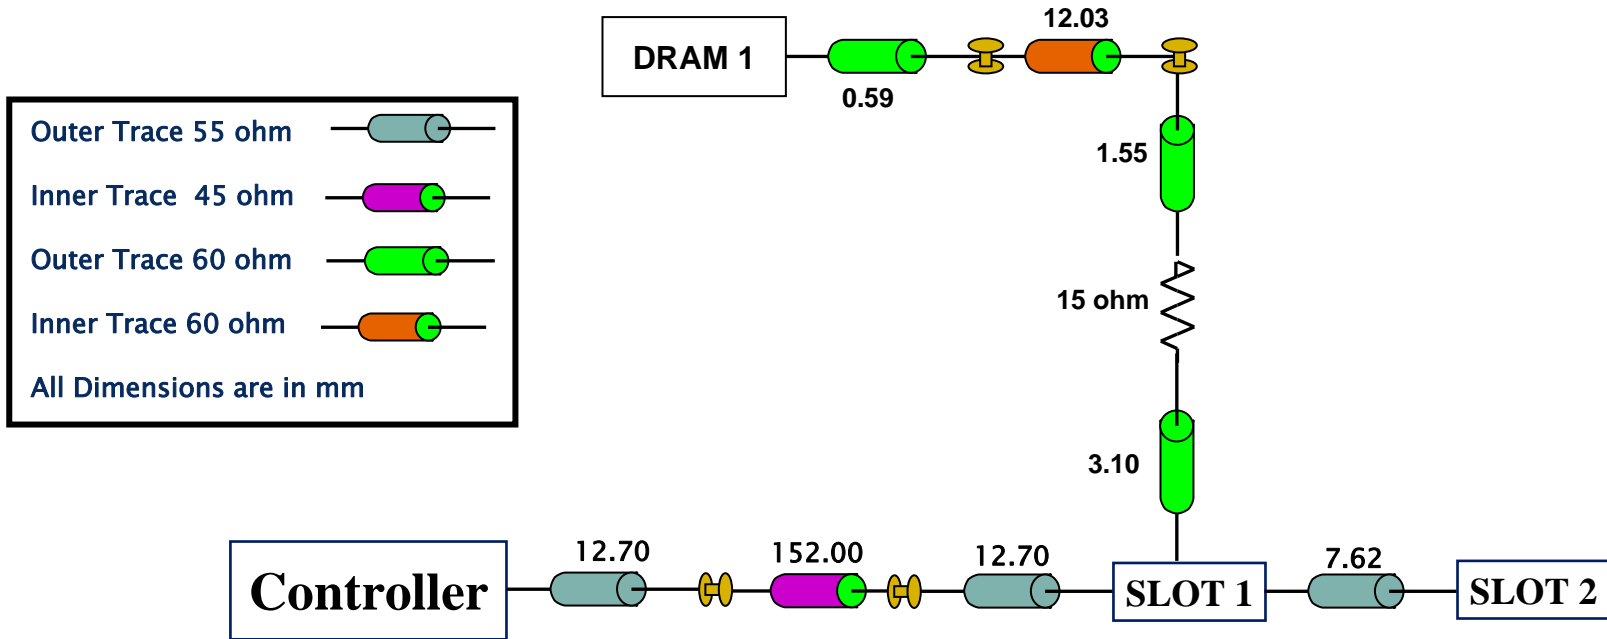 12.03
DRAM 1
0.59
Outer Trace 55 ohm
Inner Trace 45 ohm
Outer Trace 60 ohm
Inner Trace 60 ohm
All Dimensions are in mm
1.55
15 ohm
3.10
12.70
152.00
12.70
7.62
Controller
SLOT 1
SLOT 2